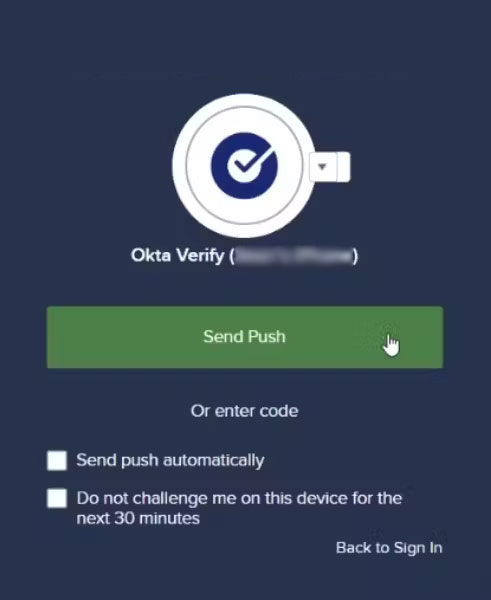 Okta Verify ( )
Send Push
Or enter code
Send push automatically
Do not challenge me on this device for the
next 30 minutes
Back to Sign In